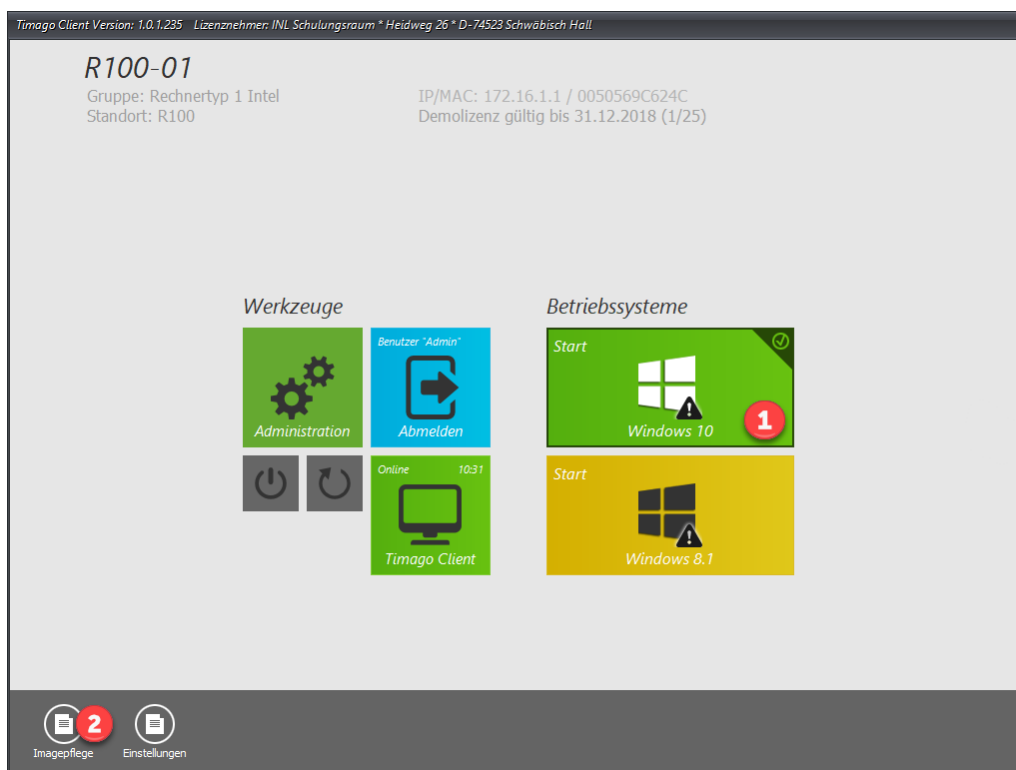 Timago Client Version: 1.0.1.235 Lizenznehmer: INL Schulungsraum * Heidweg 26 * D-74523 Schwäbisch Hall
R100-01
Gruppe: Rechnertyp 1 Intel
IP/MAC: 172.16.1.1 / 0050569C624C
Standort: R100
Demolizenz gültig bis 31.12.2018 (1/25)
Werkzeuge
Administration
Benutzer "Admin"
Abmelden
Online 10:31
Timago Client
Betriebssysteme
Start
Windows 10
1
Start
Windows 8.1
2
Imagepflege
Einstellungen